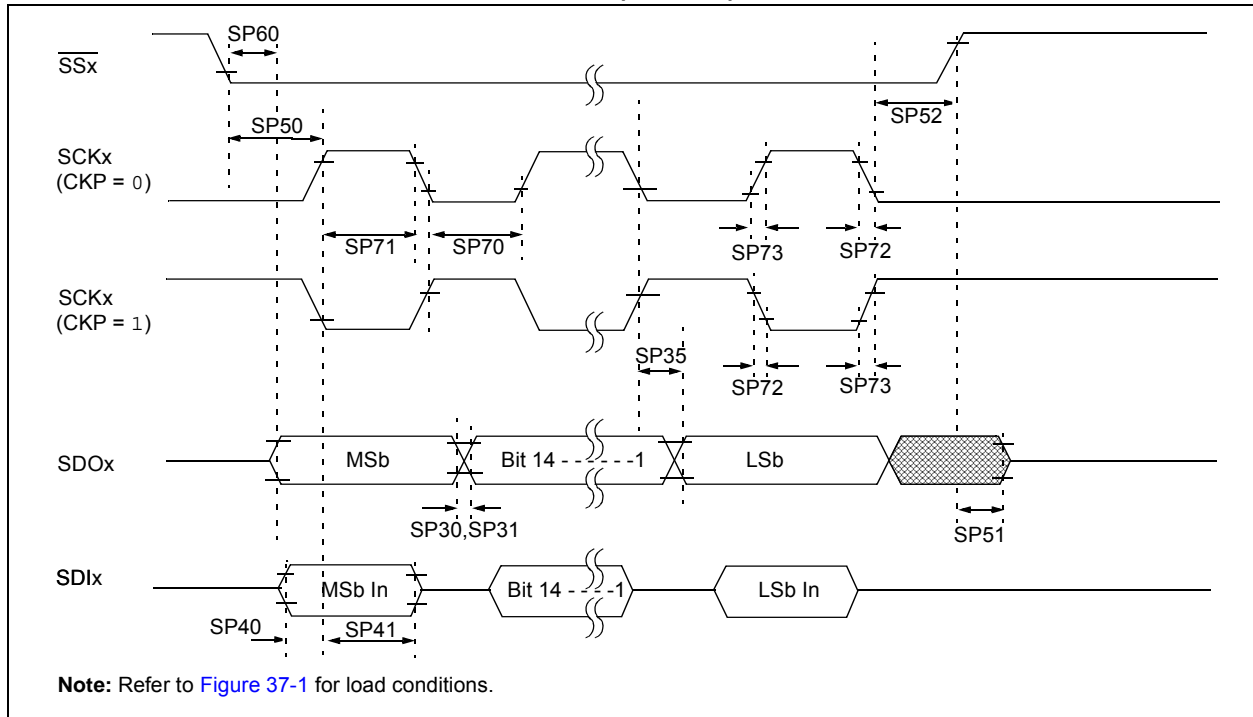 SP60
SSx
SP50
SP52
SCKx
(CKP = 0)
SP71
SP70
SP73
SP72
SCKx
(CKP = 1)
SP35
SP72
SP73
SDOx
MSb
Bit 14 - - - - - -1
LSb
SP30,SP31
SP51
SDIx
MSb In
Bit 14 - - - -1
LSb In
SP40
SP41
Note: Refer to Figure 37-1 for load conditions.